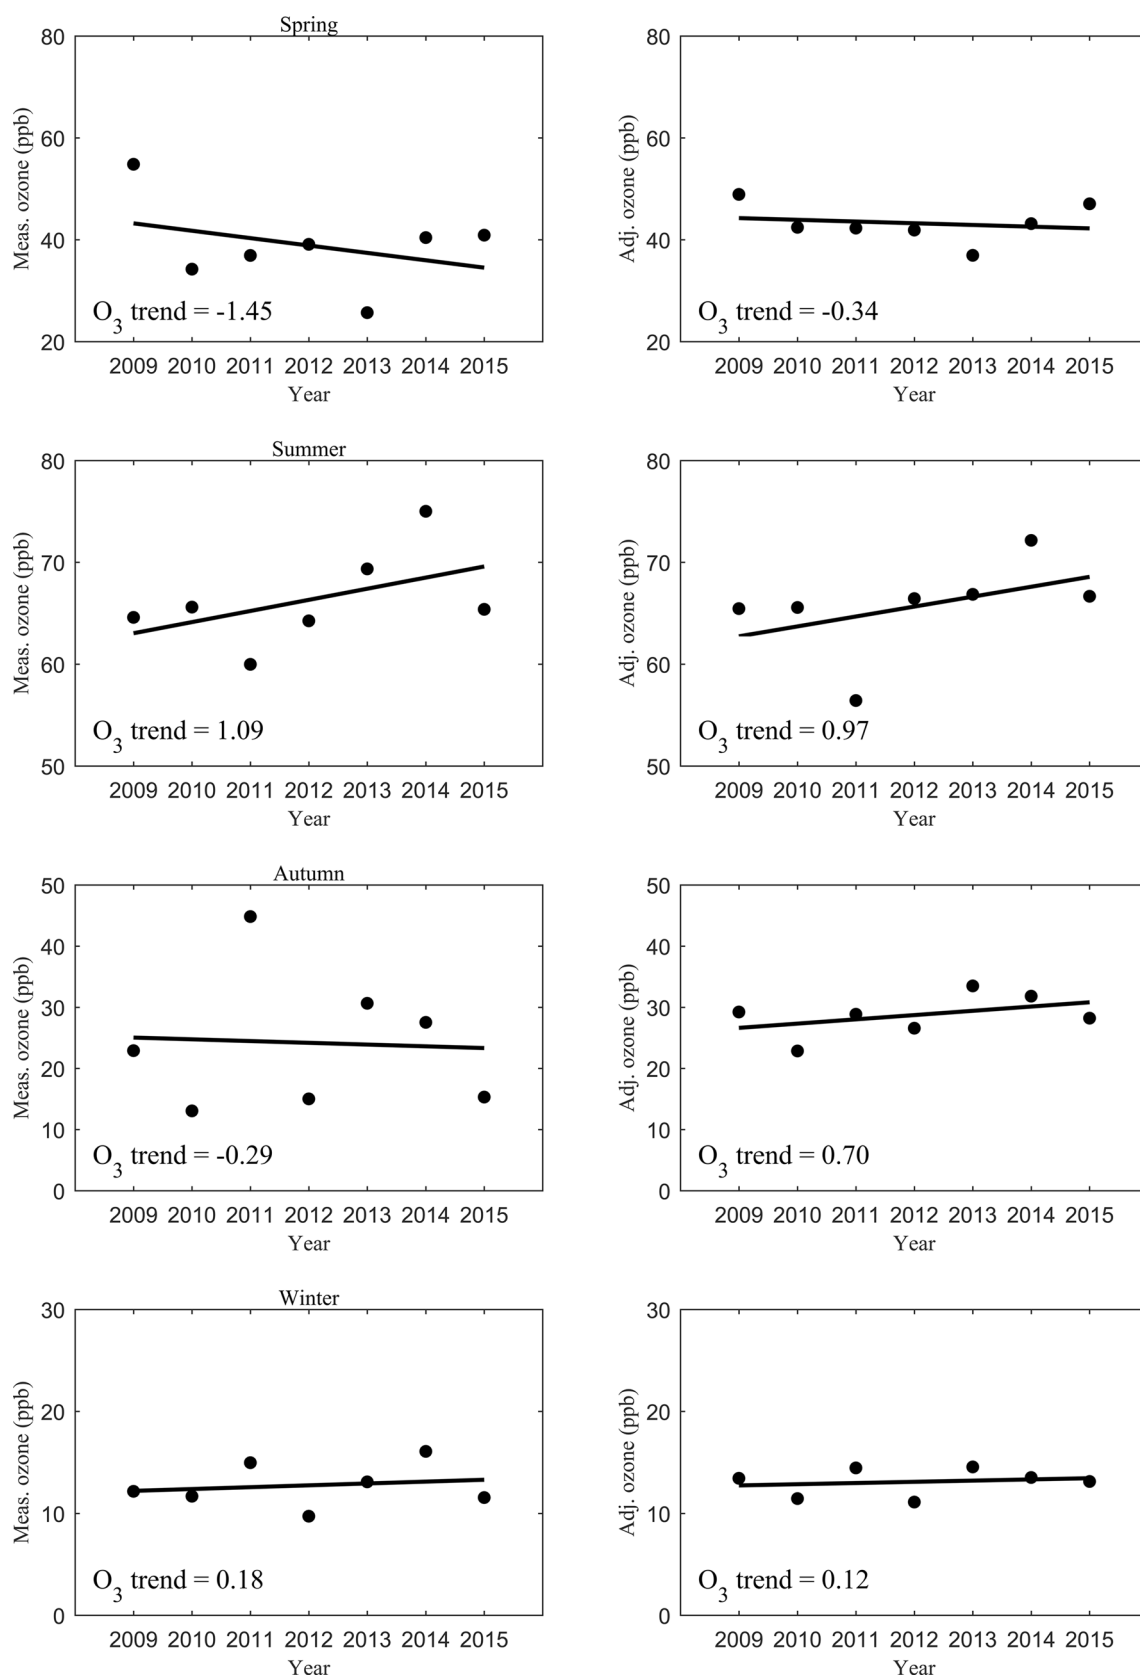 Spring
80
60
40
20
Meas. ozone (ppb)
O3 trend = -1.45
2009 2010 2011 2012 2013 2014 2015
Year
80
60
40
20
Adj. ozone (ppb)
O3 trend = -0.34
2009 2010 2011 2012 2013 2014 2015
Year
Summer
80
70
60
50
Meas. ozone (ppb)
O3 trend = 1.09
2009 2010 2011 2012 2013 2014 2015
Year
80
70
60
50
Adj. ozone (ppb)
O3 trend = 0.97
2009 2010 2011 2012 2013 2014 2015
Year
Autumn
50
40
30
20
10
0
Meas. ozone (ppb)
O3 trend = -0.29
2009 2010 2011 2012 2013 2014 2015
Year
50
40
30
20
10
0
Adj. ozone (ppb)
O3 trend = 0.70
2009 2010 2011 2012 2013 2014 2015
Year
Winter
30
20
10
0
Meas. ozone (ppb)
O3 trend = 0.18
2009 2010 2011 2012 2013 2014 2015
Year
30
20
10
0
Adj. ozone (ppb)
O3 trend = 0.12
2009 2010 2011 2012 2013 2014 2015
Year